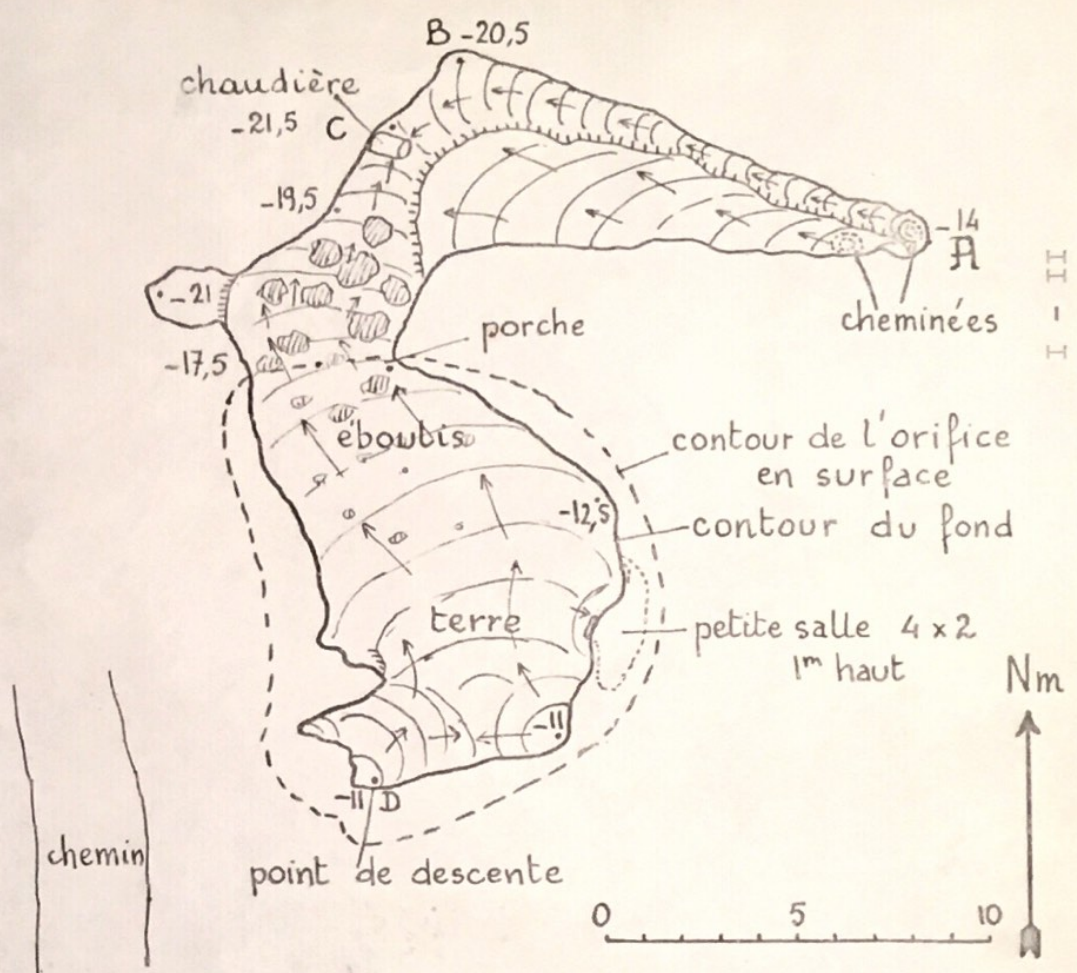 B -20,5
chaudière
-21,5 C
-19,5
-14
A
-21
cheminées
porche
-17,5
éboulis
contour de l'orifice
en surface
-12,5
contour du fond
terre
petite salle 4 x 2
1m haut
Nm
-11
-11 D
chemin
point de descente
0 5 10